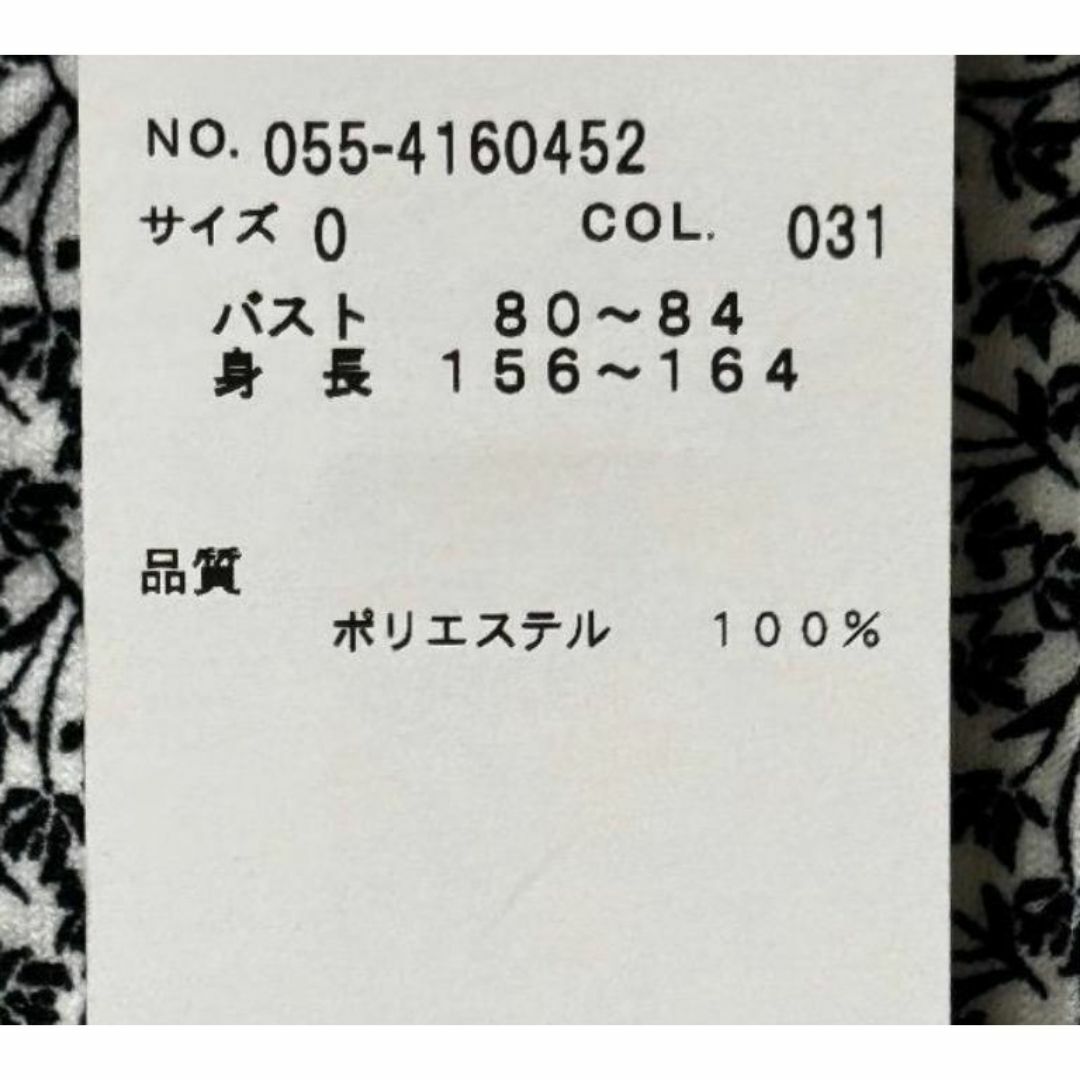 NO. 055-4160452
サイズ 0 COL. 031
バスト 80～84
身長 156～164
品質
ポリエステル 100%